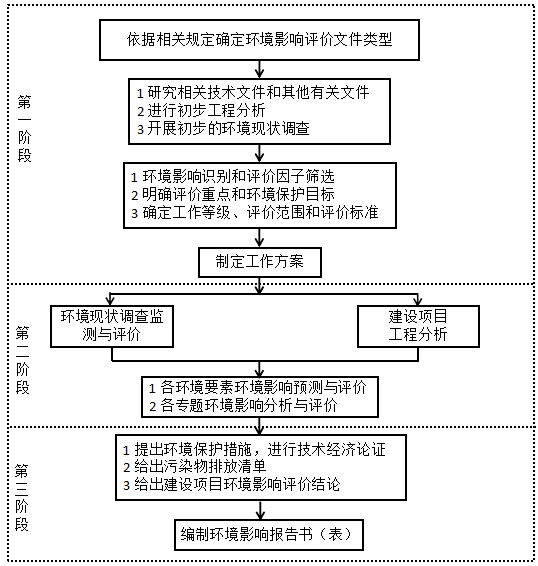 依据相关规定确定环境影响评价文件类型
第一阶段
1 研究相关技术文件和其他有关文件
2 进行初步工程分析
3 开展初步的环境现状调查
1 环境影响识别和评价因子筛选
2 明确评价重点和环境保护目标
3 确定工作等级、评价范围和评价标准
制定工作方案
第二阶段
环境现状调查监
测与评价
建设项目
工程分析
1 各环境要素环境影响预测与评价
2 各专题环境影响分析与评价
第三阶段
1 提出环境保护措施，进行技术经济论证
2 给出污染物排放清单
3 给出建设项目环境影响评价结论
编制环境影响报告书（表）